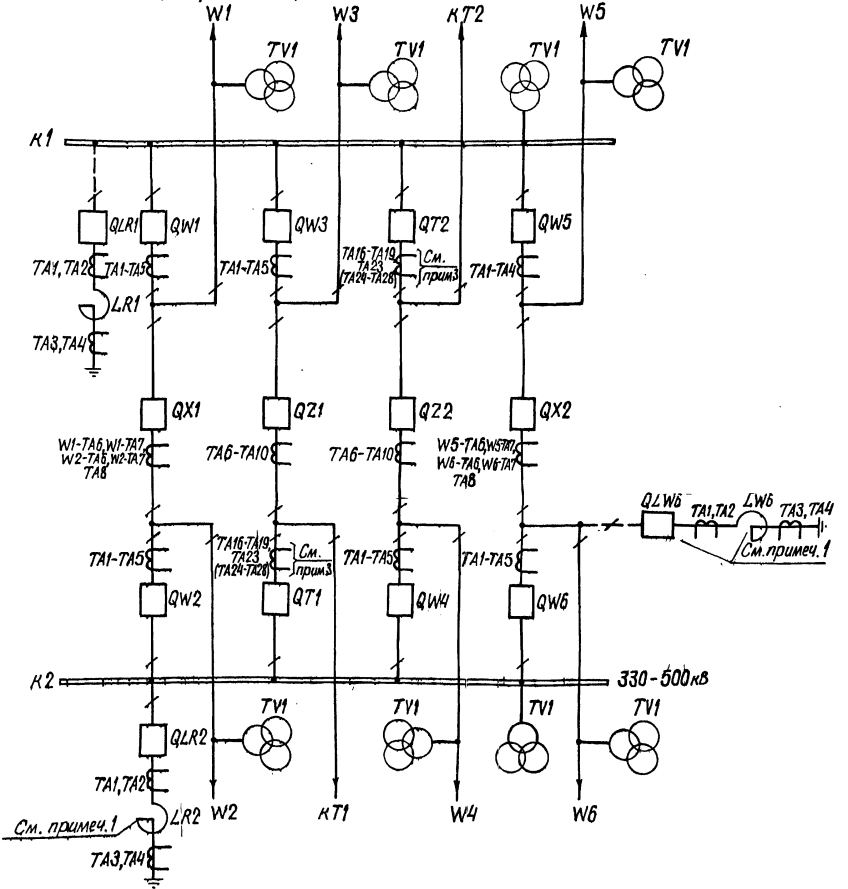 W1
W3
КТ2
W5
TV1
TV1
TV1
TV1
К1
QLR1
QW1
QW3
QT2
QW5
TA1,TA2
TA1-TA5
TA1-TA5
TA16-TA19
TA23
(TA24-TA28)
См.
прим3
TA1-TA4
LR1
TA3,TA4
QX1
QZ1
QZ2
QX2
W1-TA6,W1-TA7
W2-TA6,W2-TA7
TA8
TA6-TA10
TA6-TA10
W5-TA6,W5-TA7
W6-TA6,W6-TA7
TA8
QLW6
TA1,TA2
LW6
TA3,TA4
См.примеч.1
TA1-TA5
TA16-TA19
TA23
(TA24-TA28)
См.
прим3
TA1-TA5
TA1-TA5
QW2
QT1
QW4
QW6
К2
330-500кВ
QLR2
TV1
TV1
TV1
TV1
TA1,TA2
LR2
См. примеч.1
TA3,TA4
W2
КТ1
W4
W6